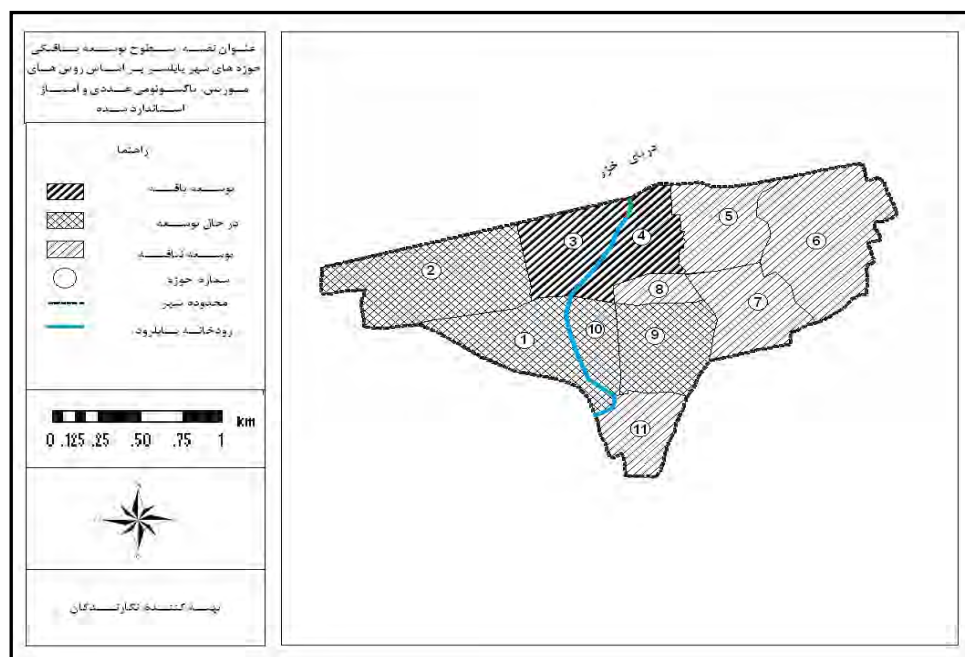 عنوان نقشه: سطوح توسعه یافتگی
حوزه های شهر بابلسر بر اساس روش های
موریس، تاکسونومی عددی و امتیاز
استاندارد شده
راهنما
توسعه یافته
در حال توسعه
توسعه نیافته
شماره حوزه
محدوده شهر
رودخانه بابلرود
0 .125 .25 .50 .75 1 km
تهیه کننده: نگارندگان
دریای خزر
1
2
3
4
5
6
7
8
9
10
11